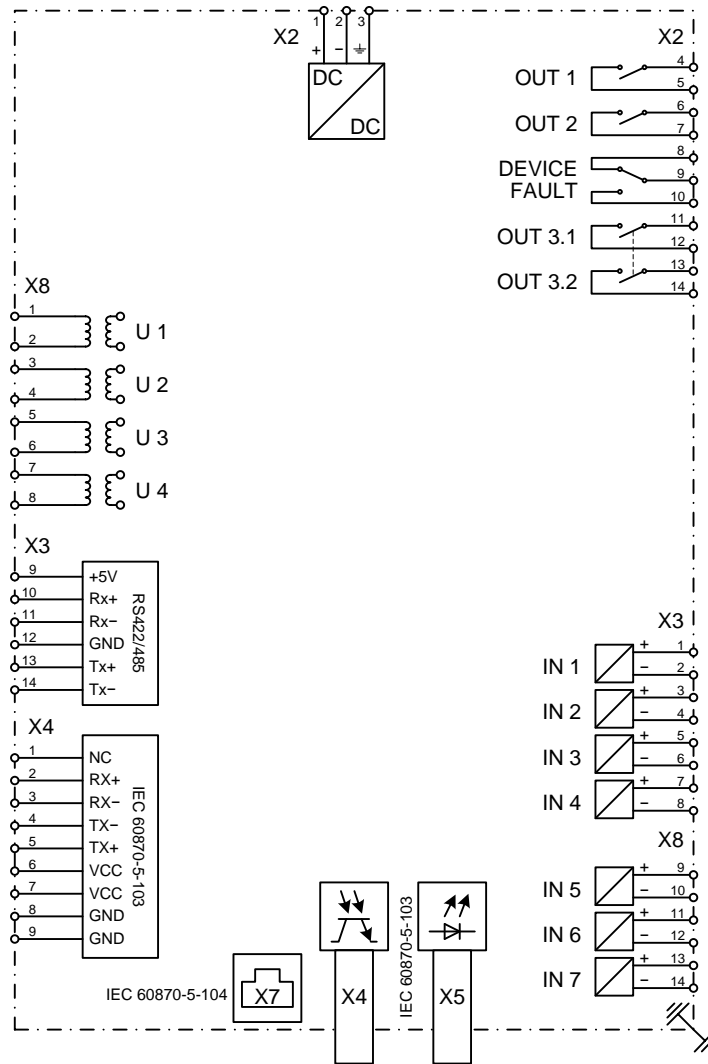 X2
1 2 3
+ − ⏚
DC
DC
X2
OUT 1
4
5
OUT 2
6
7
DEVICE
FAULT
8
9
10
OUT 3.1
11
12
OUT 3.2
13
14
X8
1
2
U 1
3
4
U 2
5
6
U 3
7
8
U 4
X3
9 +5V
10 Rx+
11 Rx−
12 GND
13 Tx+
14 Tx−
RS422/485
X4
1 NC
2 RX+
3 RX−
4 TX−
5 TX+
6 VCC
7 VCC
8 GND
9 GND
IEC 60870-5-103
X3
IN 1
+ 1
− 2
IN 2
+ 3
− 4
IN 3
+ 5
− 6
IN 4
+ 7
− 8
X8
IN 5
+ 9
− 10
IN 6
+ 11
− 12
IN 7
+ 13
− 14
IEC 60870-5-104
X7
X4
IEC 60870-5-103
X5